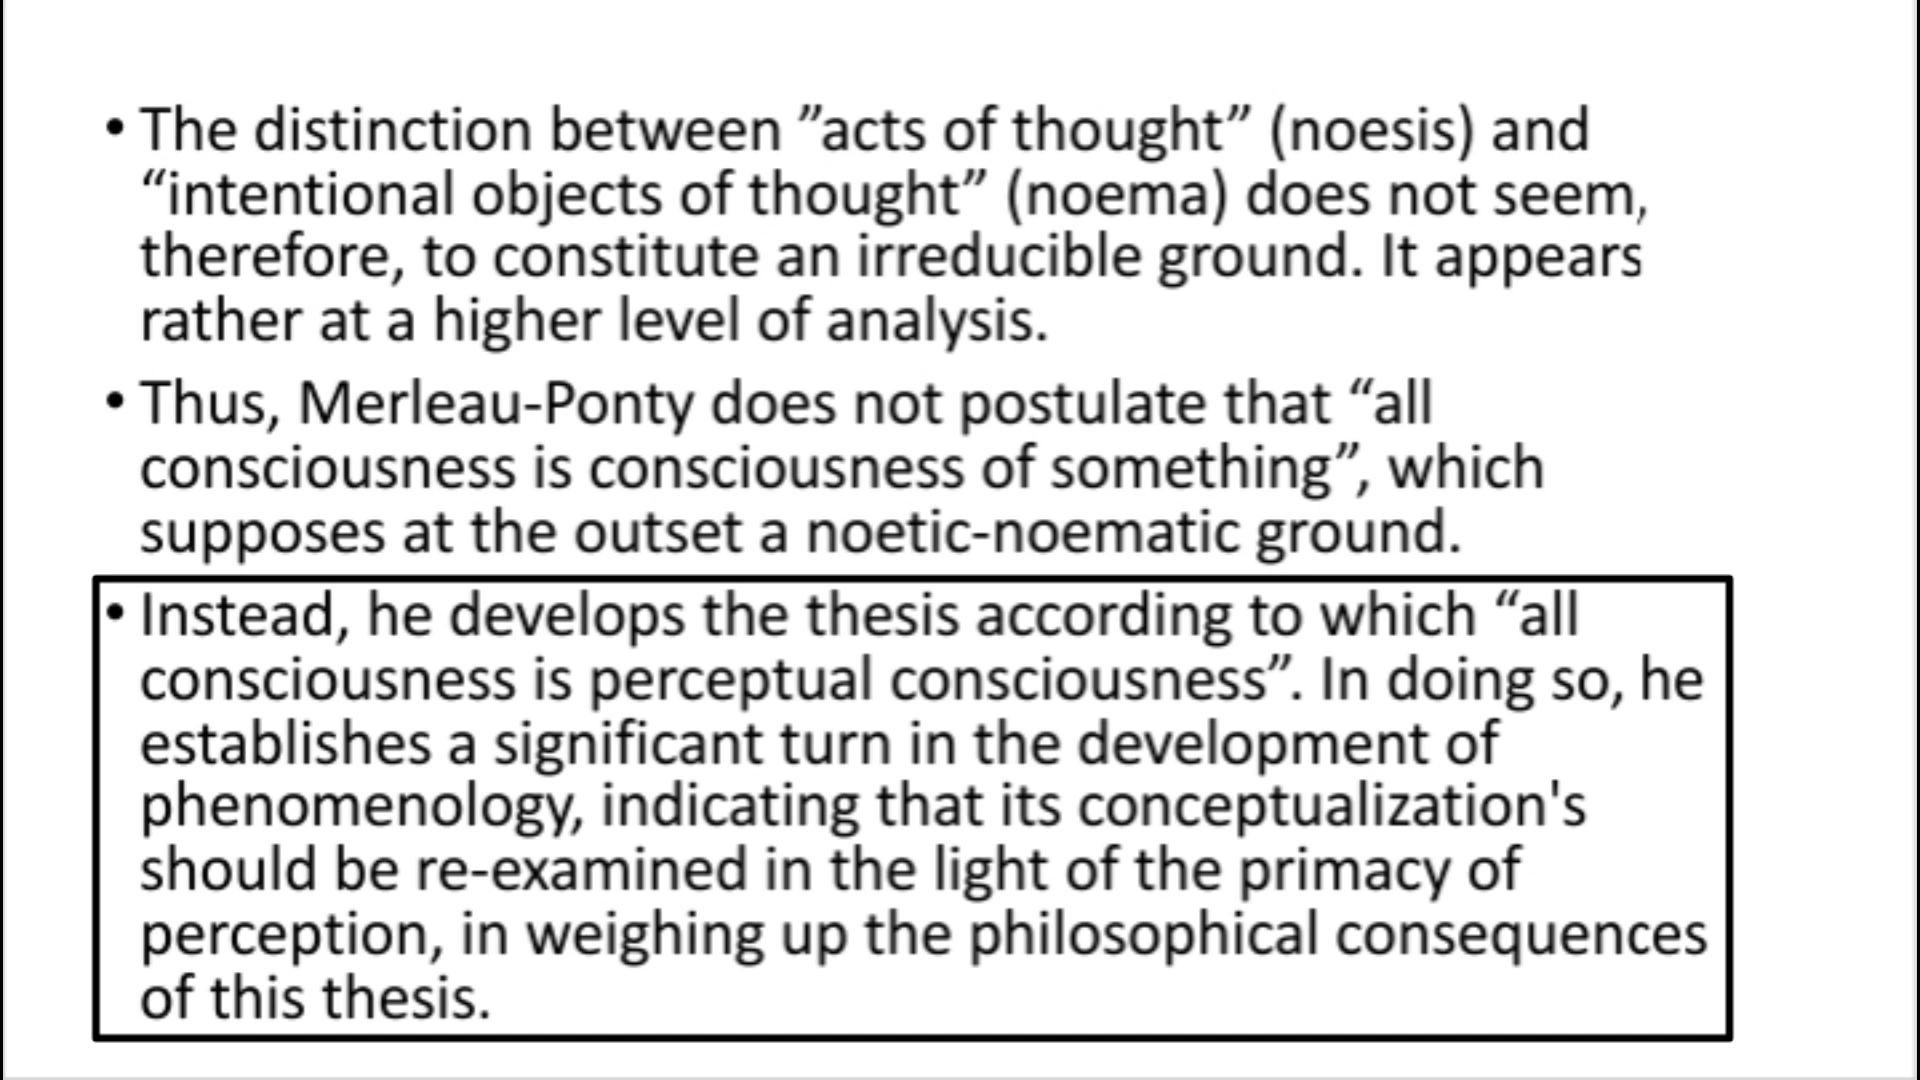 • The distinction between ”acts of thought” (noesis) and
“intentional objects of thought” (noema) does not seem,
therefore, to constitute an irreducible ground. It appears
rather at a higher level of analysis.
• Thus, Merleau-Ponty does not postulate that “all
consciousness is consciousness of something”, which
supposes at the outset a noetic-noematic ground.
• Instead, he develops the thesis according to which “all
consciousness is perceptual consciousness”. In doing so, he
establishes a significant turn in the development of
phenomenology, indicating that its conceptualization's
should be re-examined in the light of the primacy of
perception, in weighing up the philosophical consequences
of this thesis.